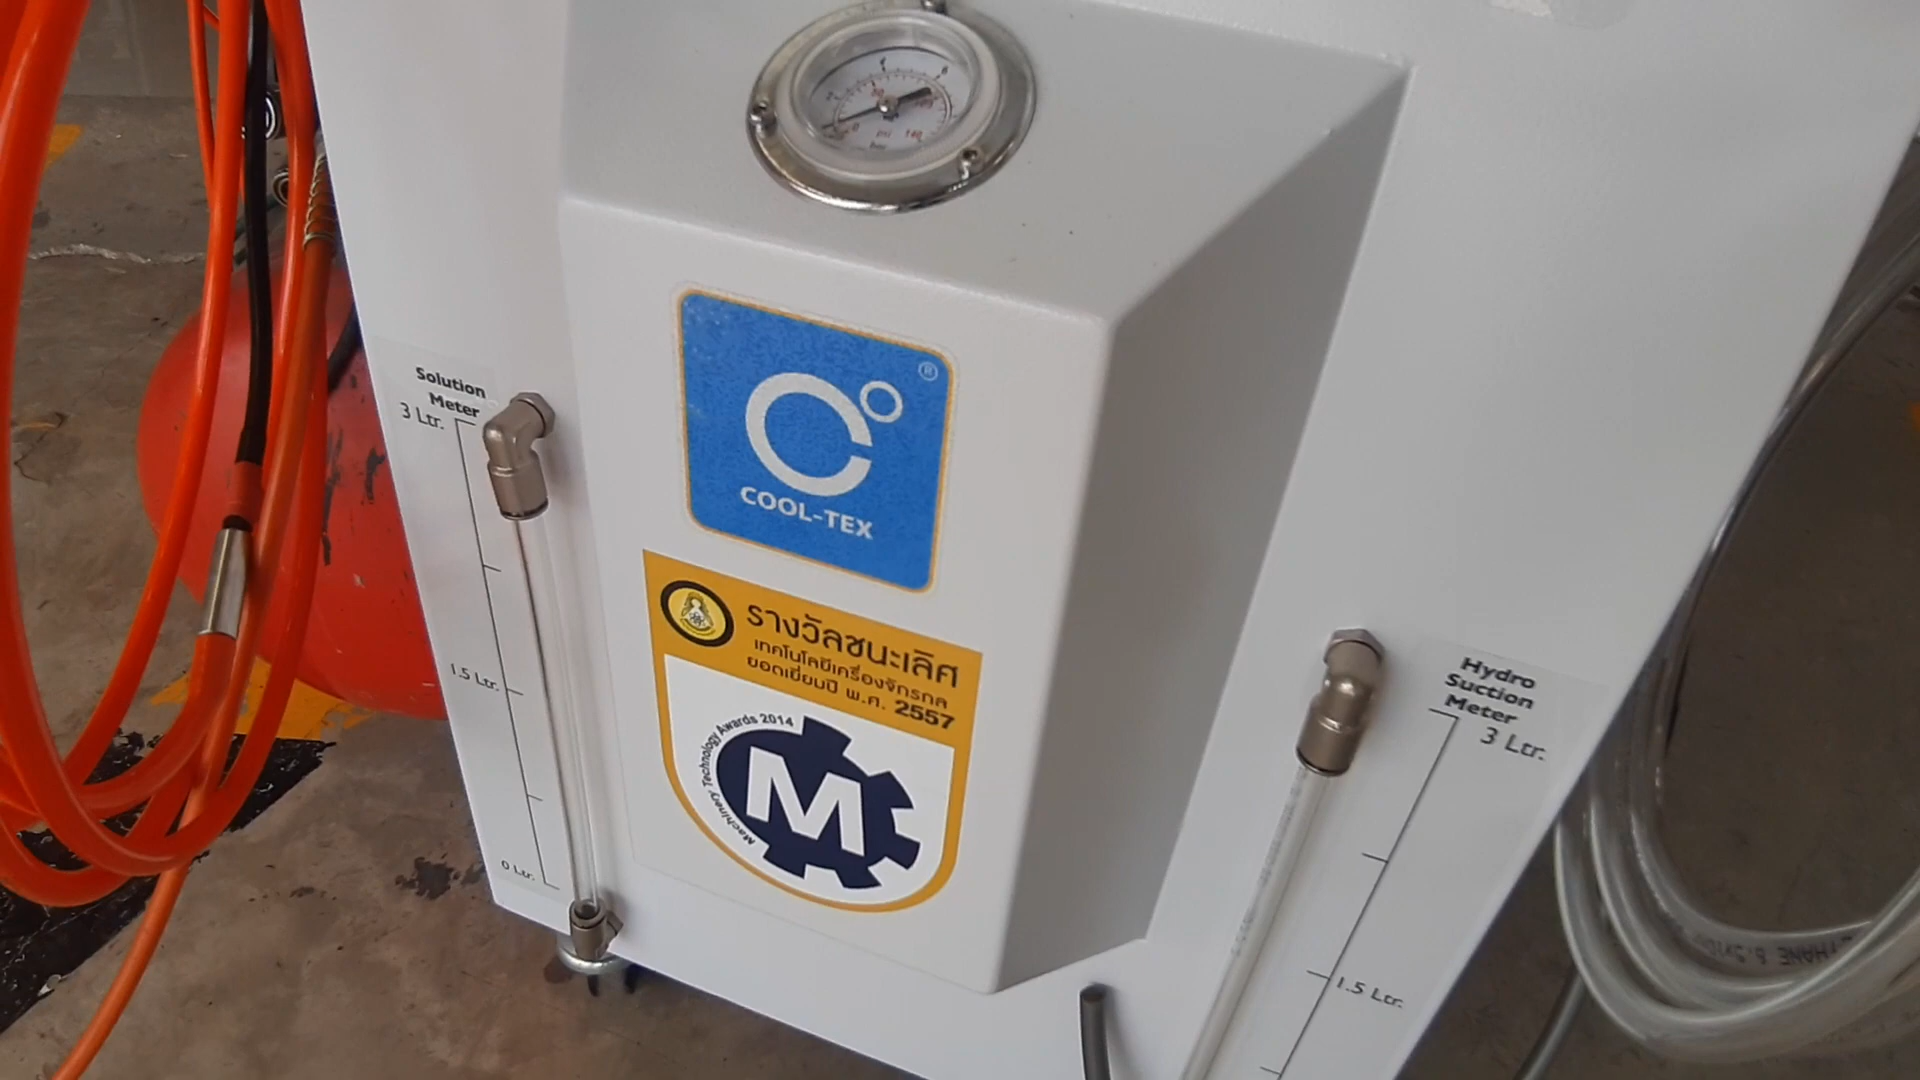 psi
bar
Solution
Meter
3 Ltr.
1.5 Ltr.
0 Ltr.
®
COOL-TEX
รางวัลชนะเลิศ
เทคโนโลยีเครื่องจักรกล
ยอดเยี่ยมปี พ.ศ. 2557
Machinery Technology Awards 2014
M
Hydro
Suction
Meter
3 Ltr.
1.5 Ltr.